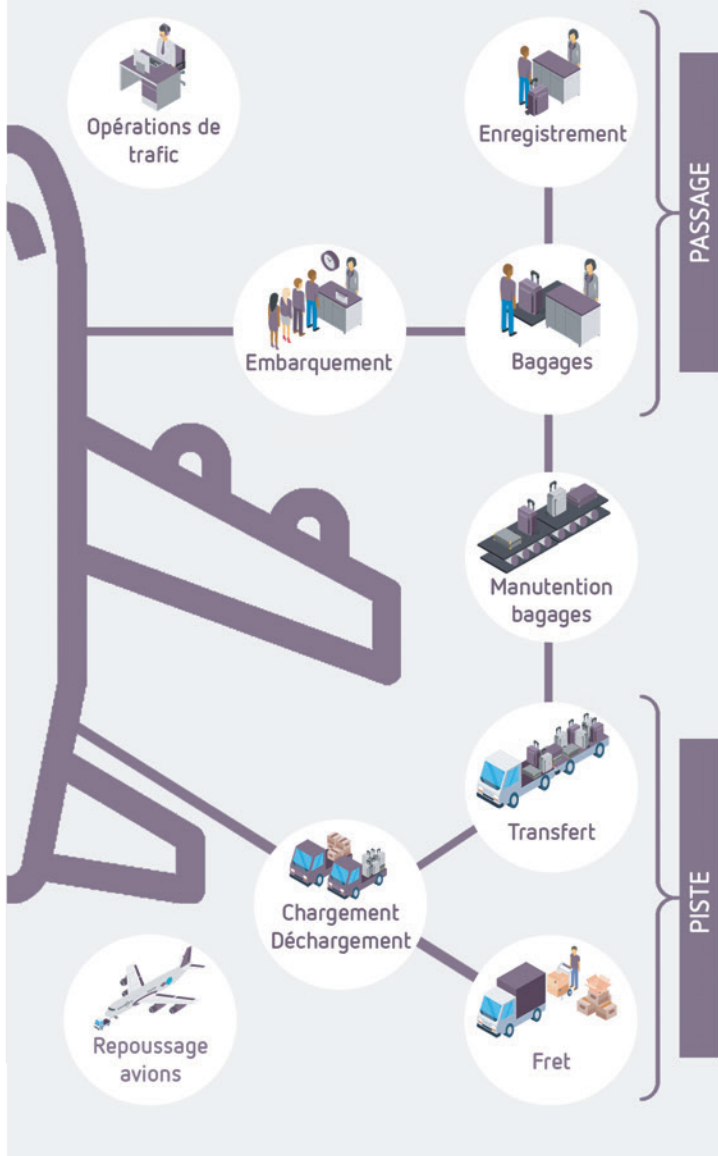 Opérations de
trafic
Enregistrement
PASSAGE
Embarquement
Bagages
Manutention
bagages
Transfert
PISTE
Chargement
Déchargement
Repoussage
avions
Fret